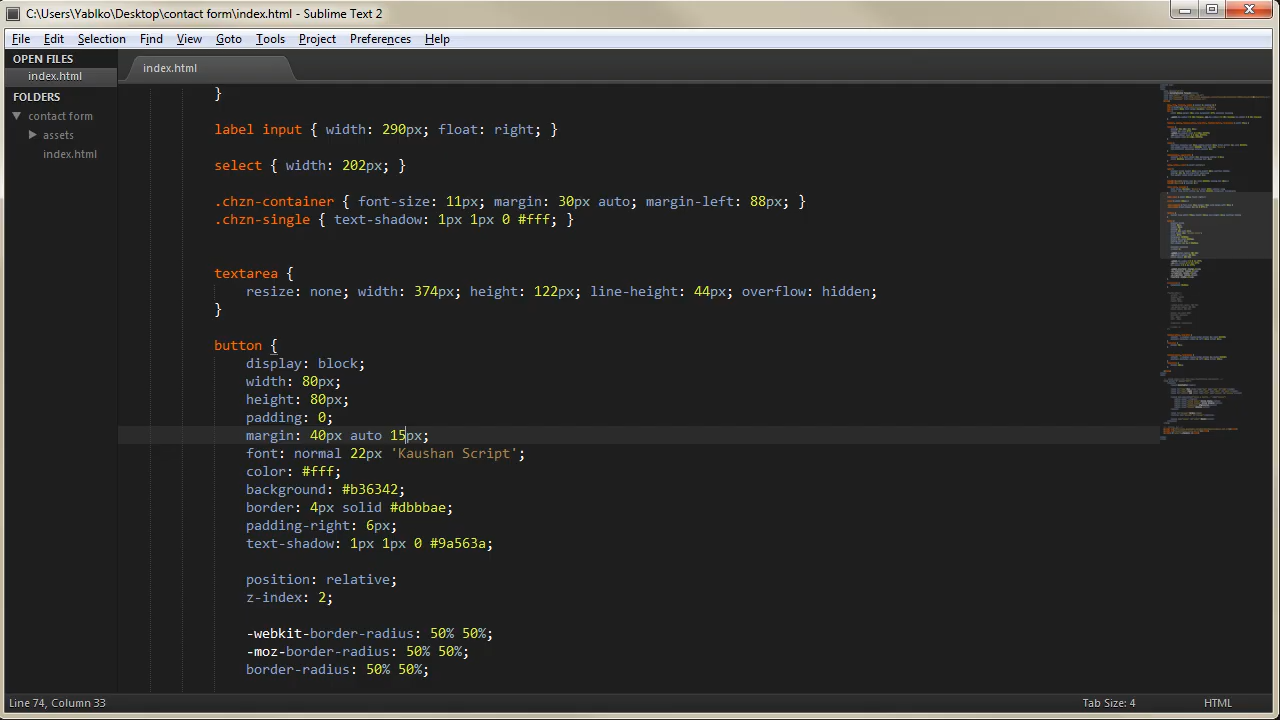 C:\Users\Yablko\Desktop\contact form\index.html - Sublime Text 2
File Edit Selection Find View Goto Tools Project Preferences Help
OPEN FILES
index.html
FOLDERS
contact form
assets
index.html
index.html
}
label input { width: 290px; float: right; }
select { width: 202px; }
.chzn-container { font-size: 11px; margin: 30px auto; margin-left: 88px; }
.chzn-single { text-shadow: 1px 1px 0 #fff; }
textarea {
resize: none; width: 374px; height: 122px; line-height: 44px; overflow: hidden;
}
button {
display: block;
width: 80px;
height: 80px;
padding: 0;
margin: 40px auto 15px;
font: normal 22px 'Kaushan Script';
color: #fff;
background: #b36342;
border: 4px solid #dbbbae;
padding-right: 6px;
text-shadow: 1px 1px 0 #9a563a;
position: relative;
z-index: 2;
-webkit-border-radius: 50% 50%;
-moz-border-radius: 50% 50%;
border-radius: 50% 50%;
Line 74, Column 33
Tab Size: 4
HTML